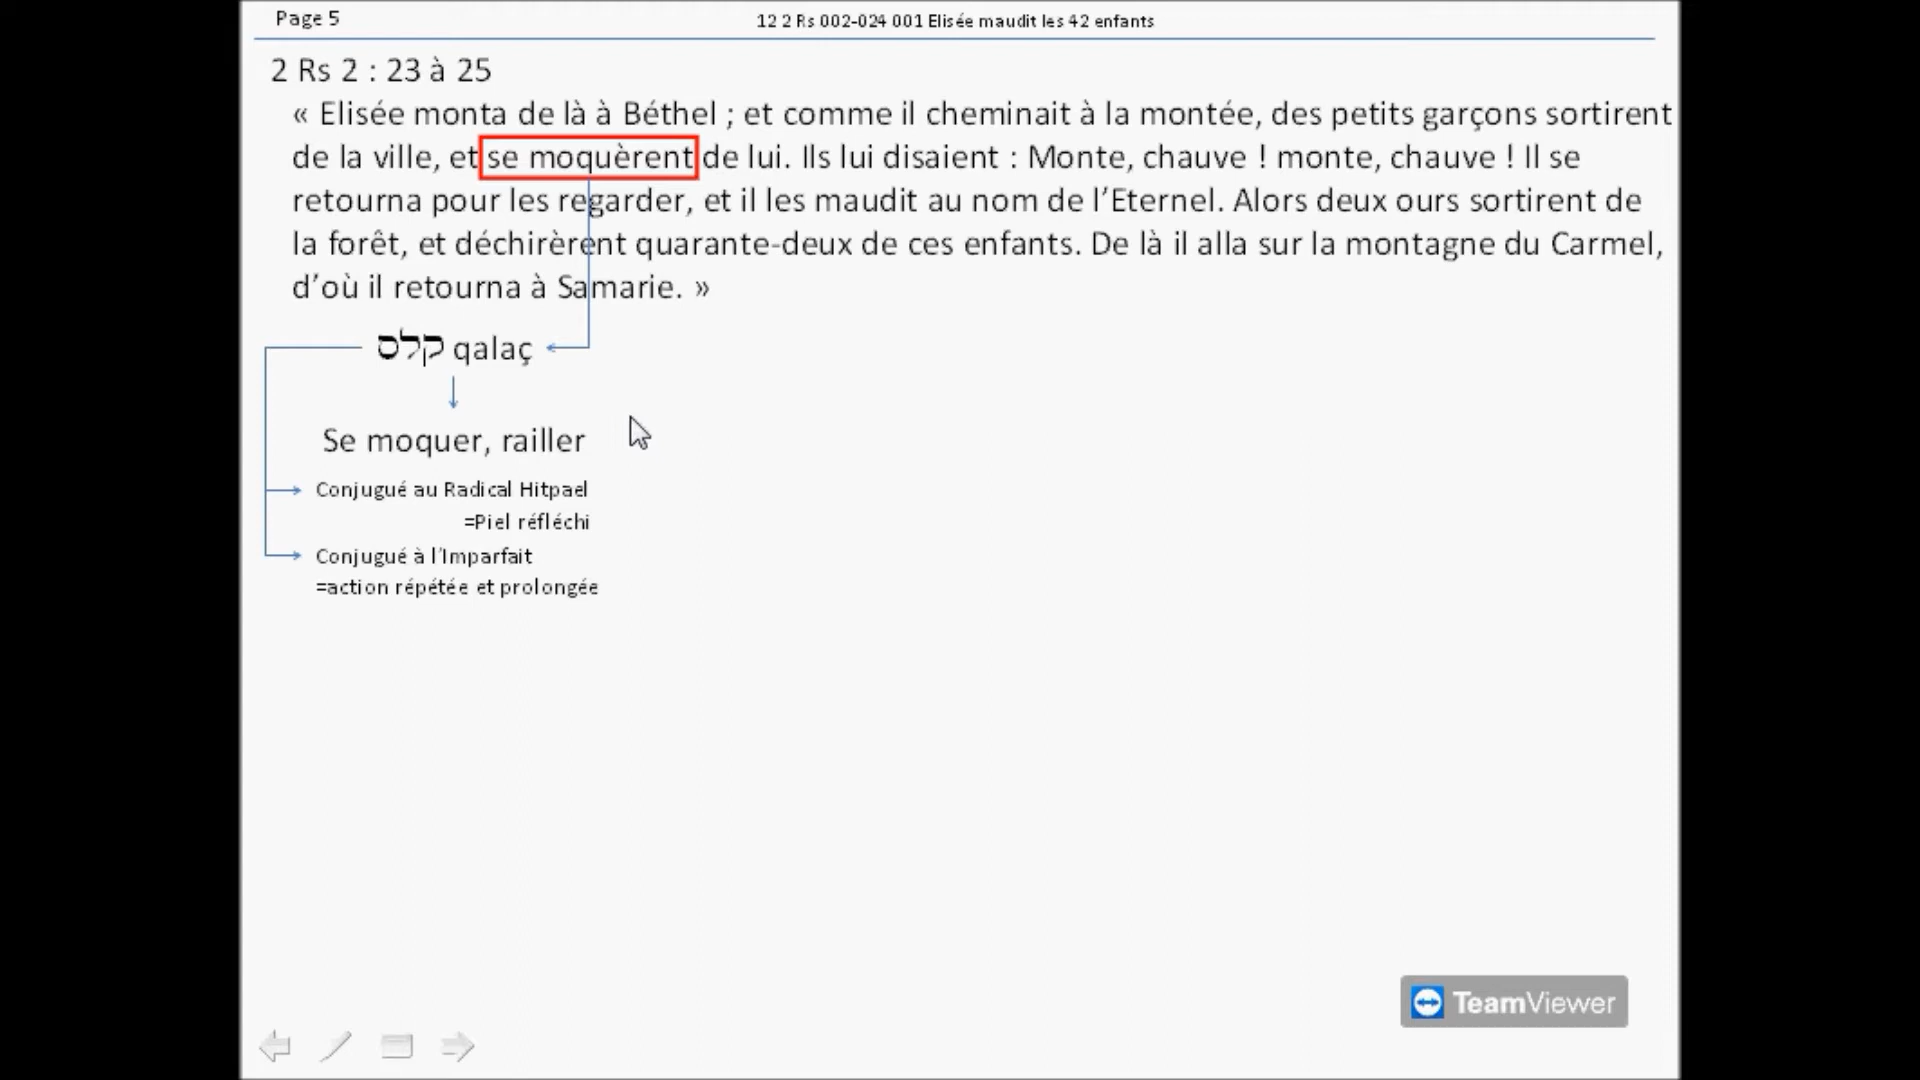 Page 5
12 2 Rs 002-024 001 Elisée maudit les 42 enfants
2 Rs 2 : 23 à 25
« Elisée monta de là à Béthel ; et comme il cheminait à la montée, des petits garçons sortirent
de la ville, et se moquèrent de lui. Ils lui disaient : Monte, chauve ! monte, chauve ! Il se
retourna pour les regarder, et il les maudit au nom de l’Eternel. Alors deux ours sortirent de
la forêt, et déchirèrent quarante-deux de ces enfants. De là il alla sur la montagne du Carmel,
d’où il retourna à Samarie. »
קלס qalaç
Se moquer, railler
Conjugué au Radical Hitpael
=Piel réfléchi
Conjugué à l’Imparfait
=action répétée et prolongée
TeamViewer